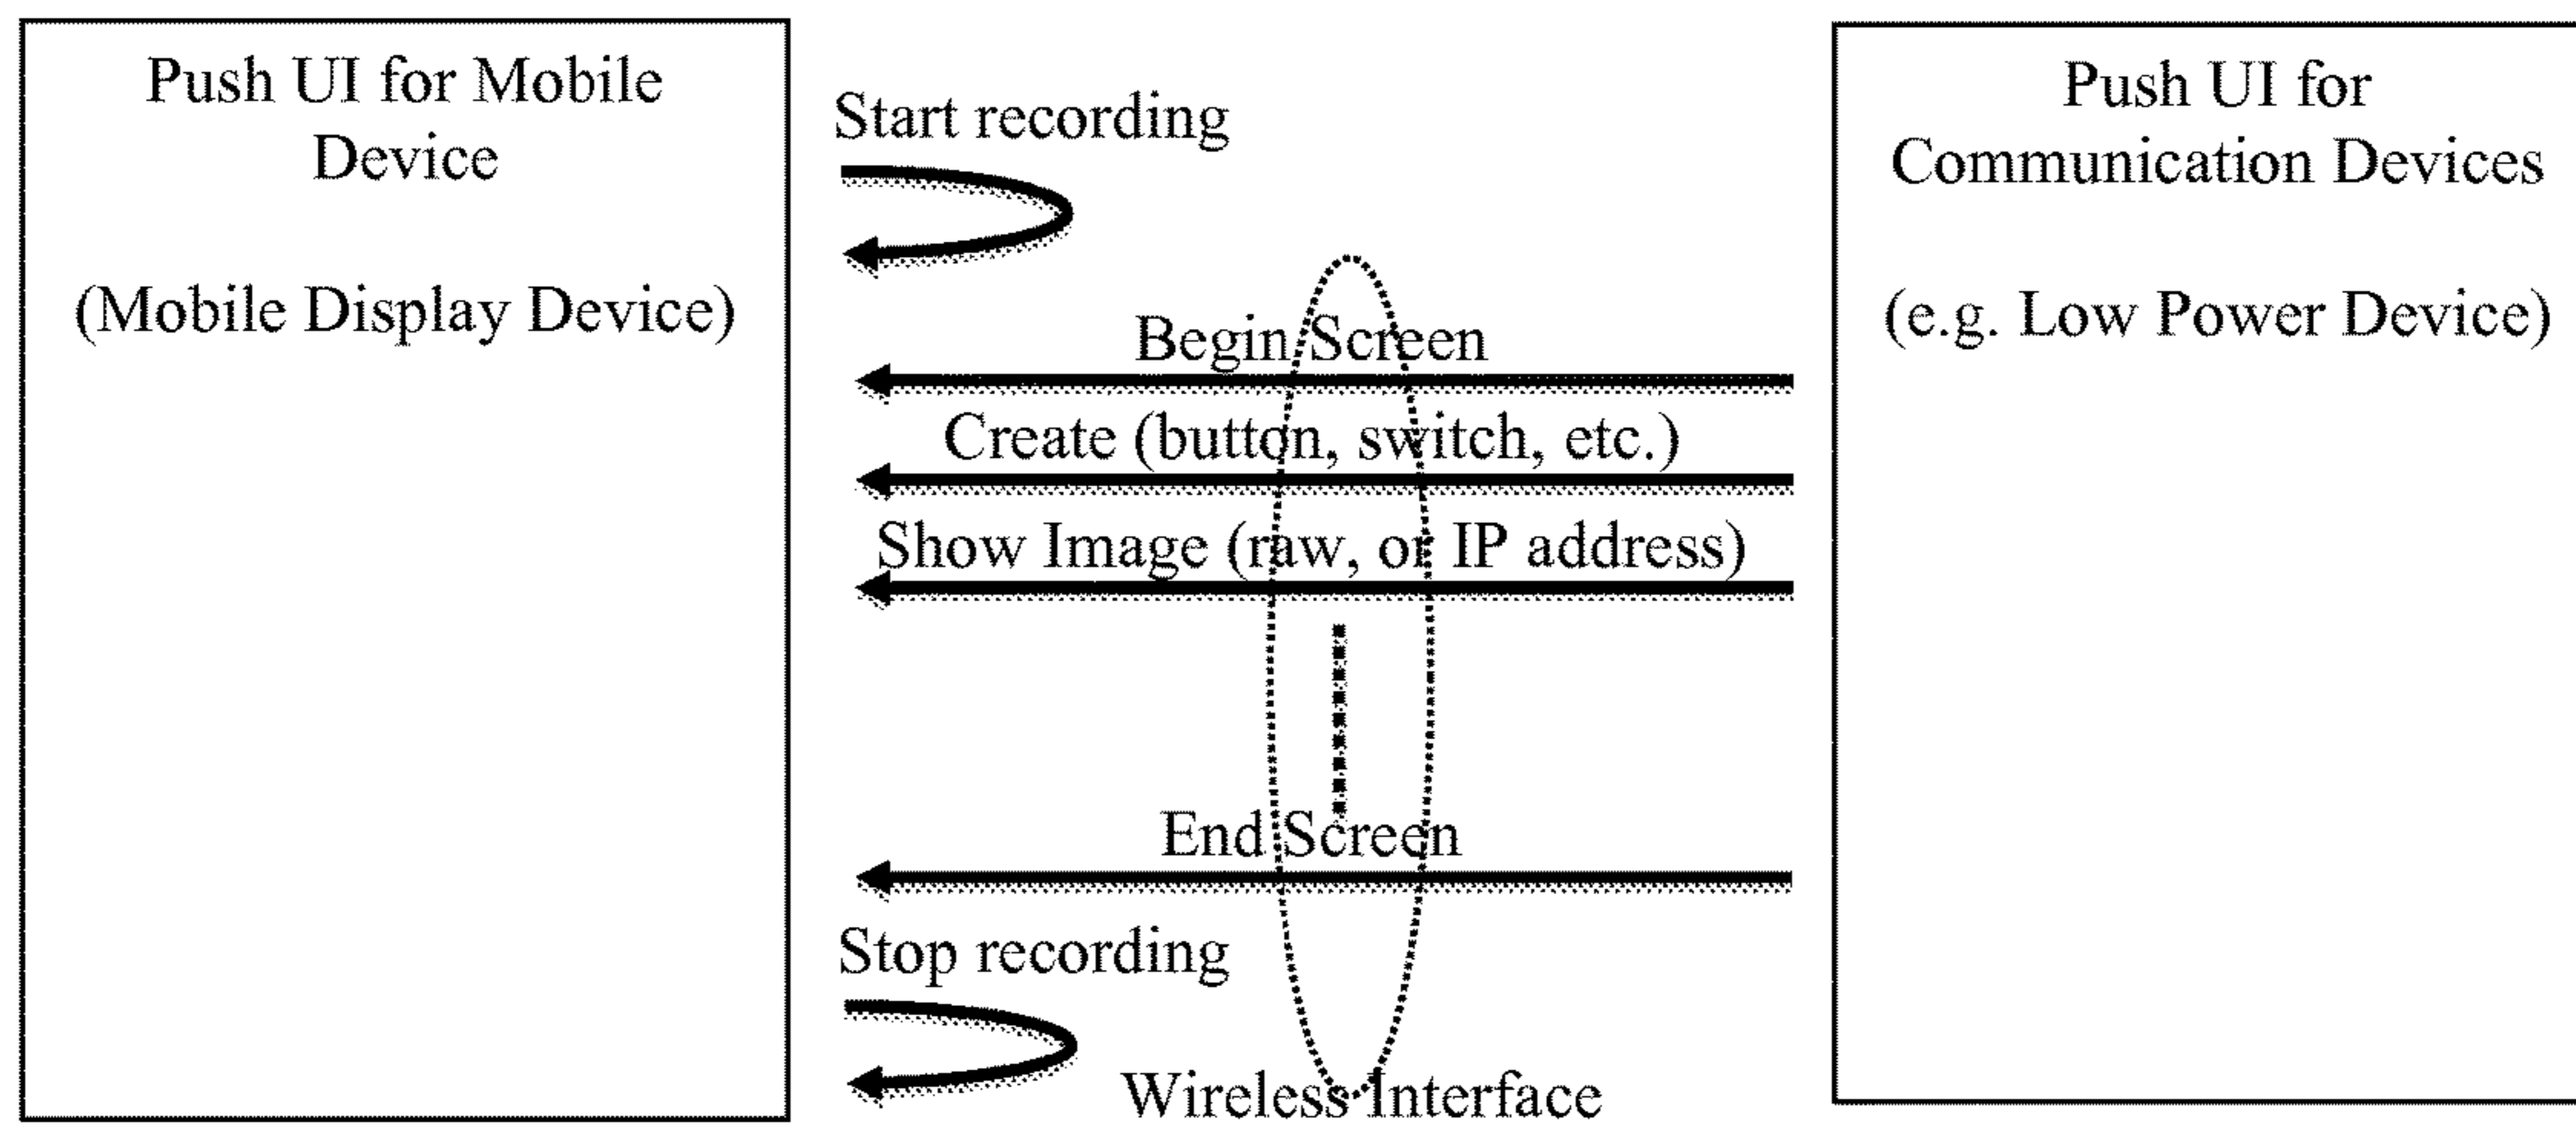 Push UI for Mobile
Device
(Mobile Display Device)
Start recording
Begin Screen
Create (button, switch, etc.)
Show Image (raw, or IP address)
End Screen
Stop recording
Wireless Interface
Push UI for
Communication Devices
(e.g. Low Power Device)